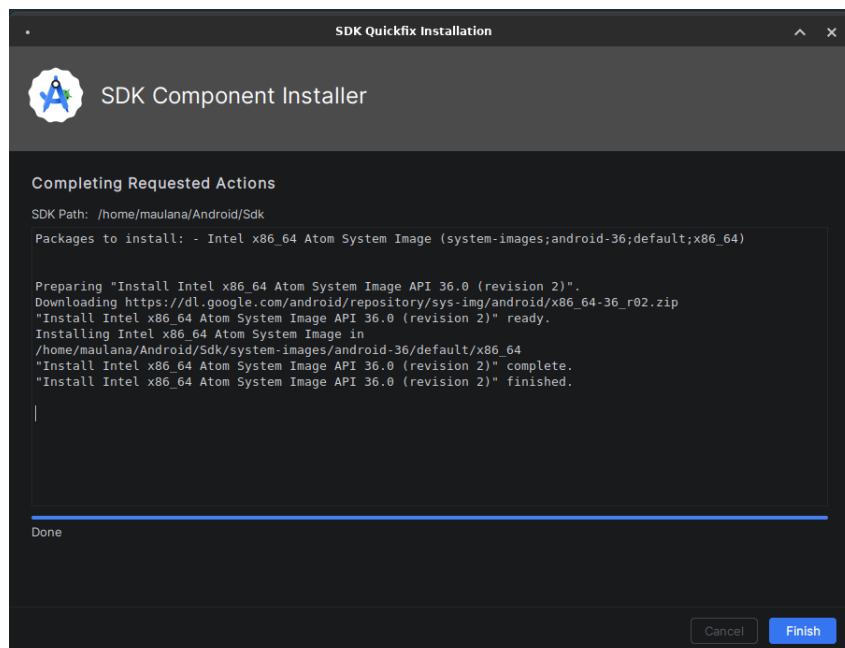 SDK Quickfix Installation
SDK Component Installer
Completing Requested Actions
SDK Path: /home/maulana/Android/Sdk
Packages to install: - Intel x86_64 Atom System Image (system-images;android-36;default;x86_64)
Preparing "Install Intel x86_64 Atom System Image API 36.0 (revision 2)".
Downloading https://dl.google.com/android/repository/sys-img/android/x86_64-36_r02.zip
"Install Intel x86_64 Atom System Image API 36.0 (revision 2)" ready.
Installing Intel x86_64 Atom System Image in
/home/maulana/Android/Sdk/system-images/android-36/default/x86_64
"Install Intel x86_64 Atom System Image API 36.0 (revision 2)" complete.
"Install Intel x86_64 Atom System Image API 36.0 (revision 2)" finished.
Done
Cancel
Finish